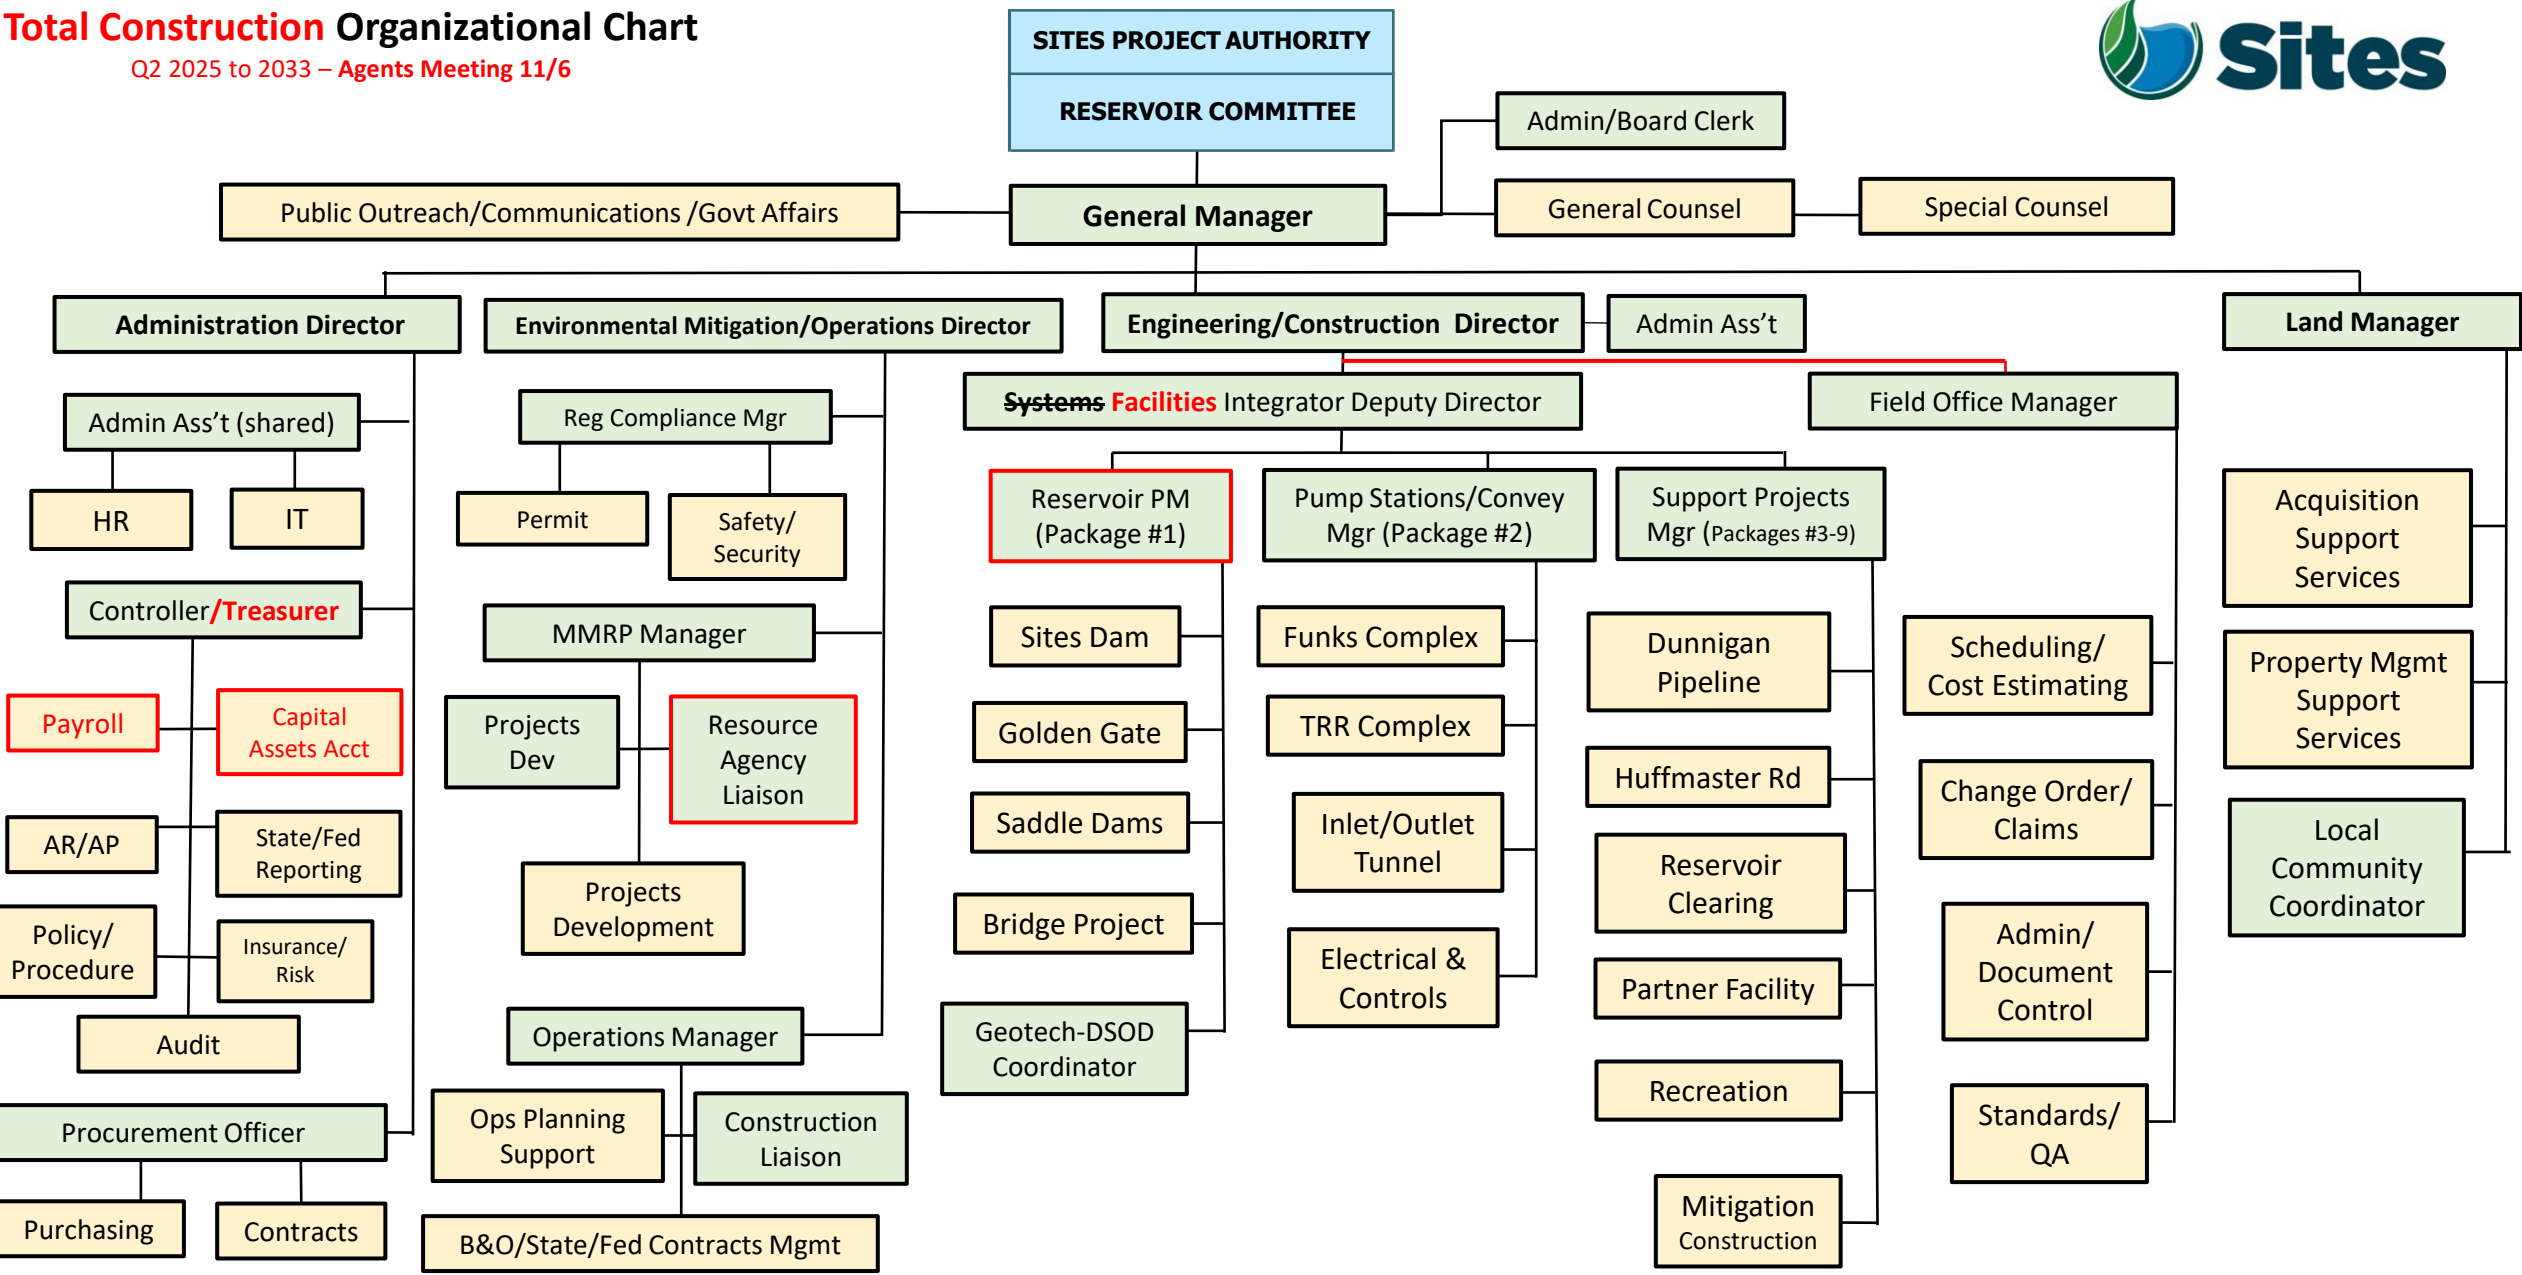 Total Construction Organizational Chart
Q2 2025 to 2033 – Agents Meeting 11/6
SITES PROJECT AUTHORITY
RESERVOIR COMMITTEE
Sites
Admin/Board Clerk
Public Outreach/Communications /Govt Affairs
General Manager
General Counsel
Special Counsel
Administration Director
Environmental Mitigation/Operations Director
Engineering/Construction Director
Admin Ass't
Land Manager
Admin Ass't (shared)
HR
IT
Controller/Treasurer
Payroll
Capital
Assets Acct
AR/AP
State/Fed
Reporting
Policy/
Procedure
Insurance/
Risk
Audit
Procurement Officer
Purchasing
Contracts
Reg Compliance Mgr
Permit
Safety/
Security
MMRP Manager
Projects
Dev
Resource
Agency
Liaison
Projects
Development
Operations Manager
Ops Planning
Support
Construction
Liaison
B&O/State/Fed Contracts Mgmt
Systems Facilities Integrator Deputy Director
Field Office Manager
Reservoir PM
(Package #1)
Pump Stations/Convey
Mgr (Package #2)
Support Projects
Mgr (Packages #3-9)
Sites Dam
Golden Gate
Saddle Dams
Bridge Project
Geotech-DSOD
Coordinator
Funks Complex
TRR Complex
Inlet/Outlet
Tunnel
Electrical &
Controls
Dunnigan
Pipeline
Huffmaster Rd
Reservoir
Clearing
Partner Facility
Recreation
Mitigation
Construction
Scheduling/
Cost Estimating
Change Order/
Claims
Admin/
Document
Control
Standards/
QA
Acquisition
Support
Services
Property Mgmt
Support
Services
Local
Community
Coordinator